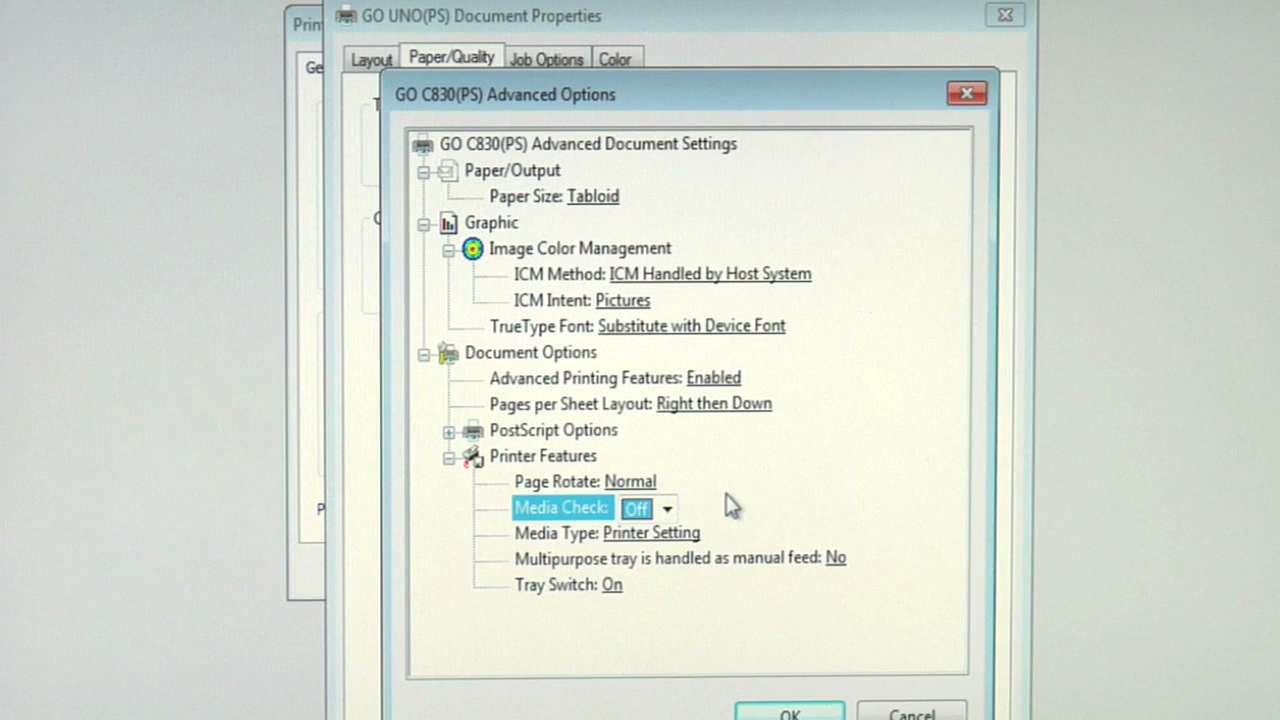 Prin
GO UNO(PS) Document Properties
Ge
Layout
Paper/Quality
Job Options
Color
GO C830(PS) Advanced Options
GO C830(PS) Advanced Document Settings
Paper/Output
Paper Size: Tabloid
Graphic
Image Color Management
ICM Method: ICM Handled by Host System
ICM Intent: Pictures
TrueType Font: Substitute with Device Font
Document Options
Advanced Printing Features: Enabled
Pages per Sheet Layout: Right then Down
PostScript Options
Printer Features
Page Rotate: Normal
Media Check: Off
Media Type: Printer Setting
Multipurpose tray is handled as manual feed: No
Tray Switch: On
OK
Cancel